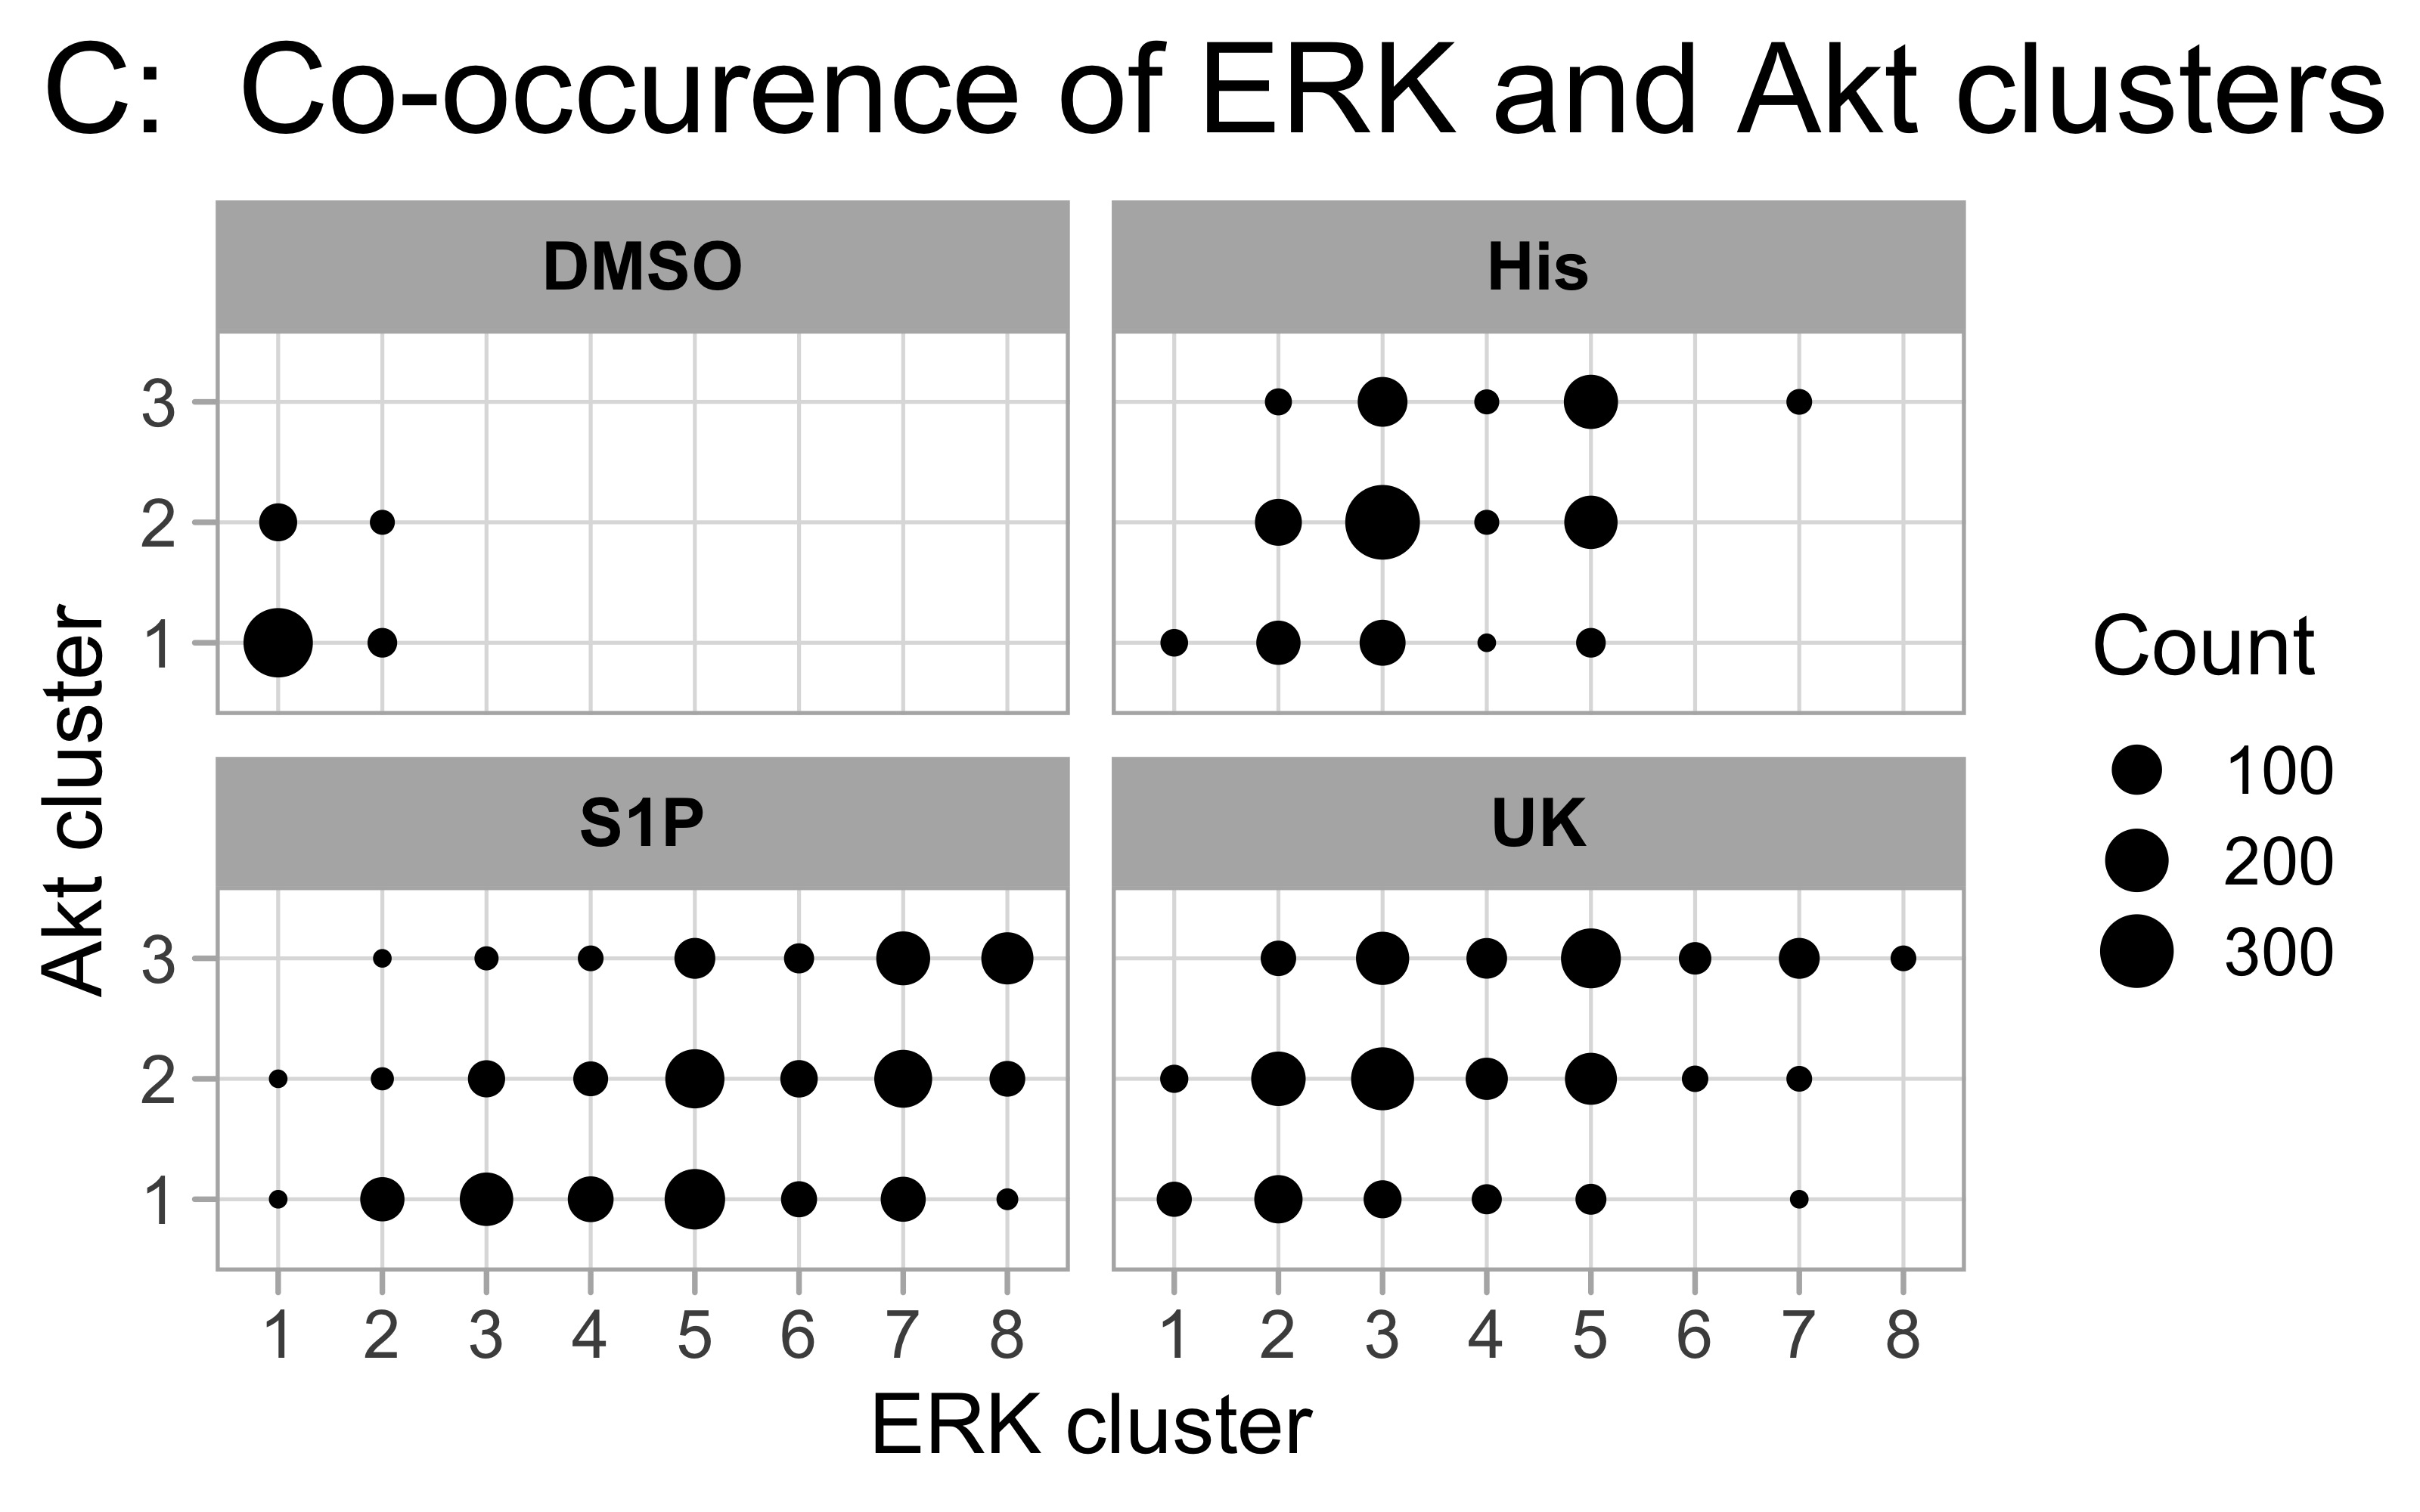 C: Co-occurence of ERK and Akt clusters
DMSO
His
3
2
1
S1P
UK
3
2
1
1 2 3 4 5 6 7 8
1 2 3 4 5 6 7 8
ERK cluster
Akt cluster
Count
100
200
300